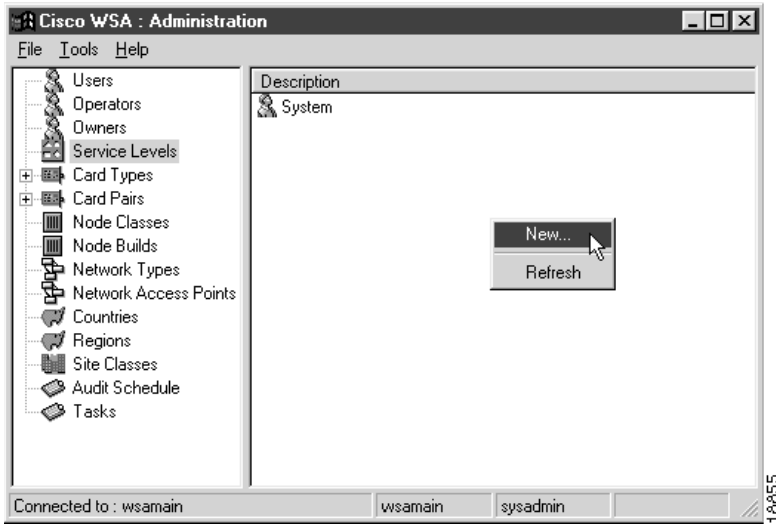 Cisco WSA : Administration
File Tools Help
Users
Operators
Owners
Service Levels
Card Types
Card Pairs
Node Classes
Node Builds
Network Types
Network Access Points
Countries
Regions
Site Classes
Audit Schedule
Tasks
Description
System
New...
Refresh
Connected to : wsamain wsamain sysadmin
18855